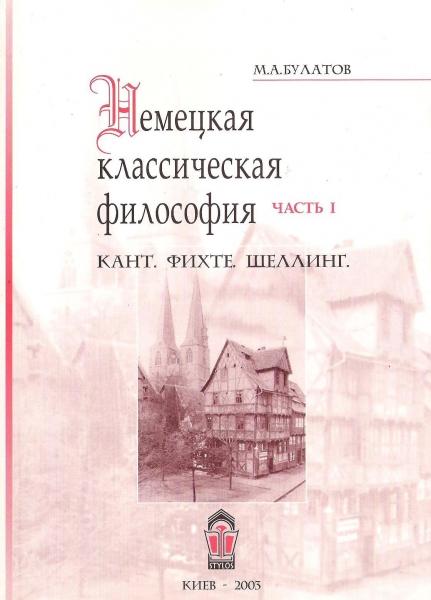 М.А.БУЛАТОВ
Немецкая
классическая
философия ЧАСТЬ I
КАНТ. ФИХТЕ. ШЕЛЛИНГ.
STYLOS
КИЕВ - 2003